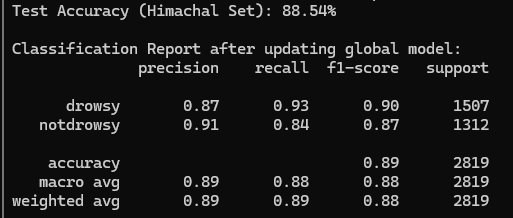 Test Accuracy (Himachal Set): 88.54%
Classification Report after updating global model:
precision recall f1-score support
drowsy 0.87 0.93 0.90 1507
notdrowsy 0.91 0.84 0.87 1312
accuracy 0.89 2819
macro avg 0.89 0.88 0.88 2819
weighted avg 0.89 0.89 0.88 2819